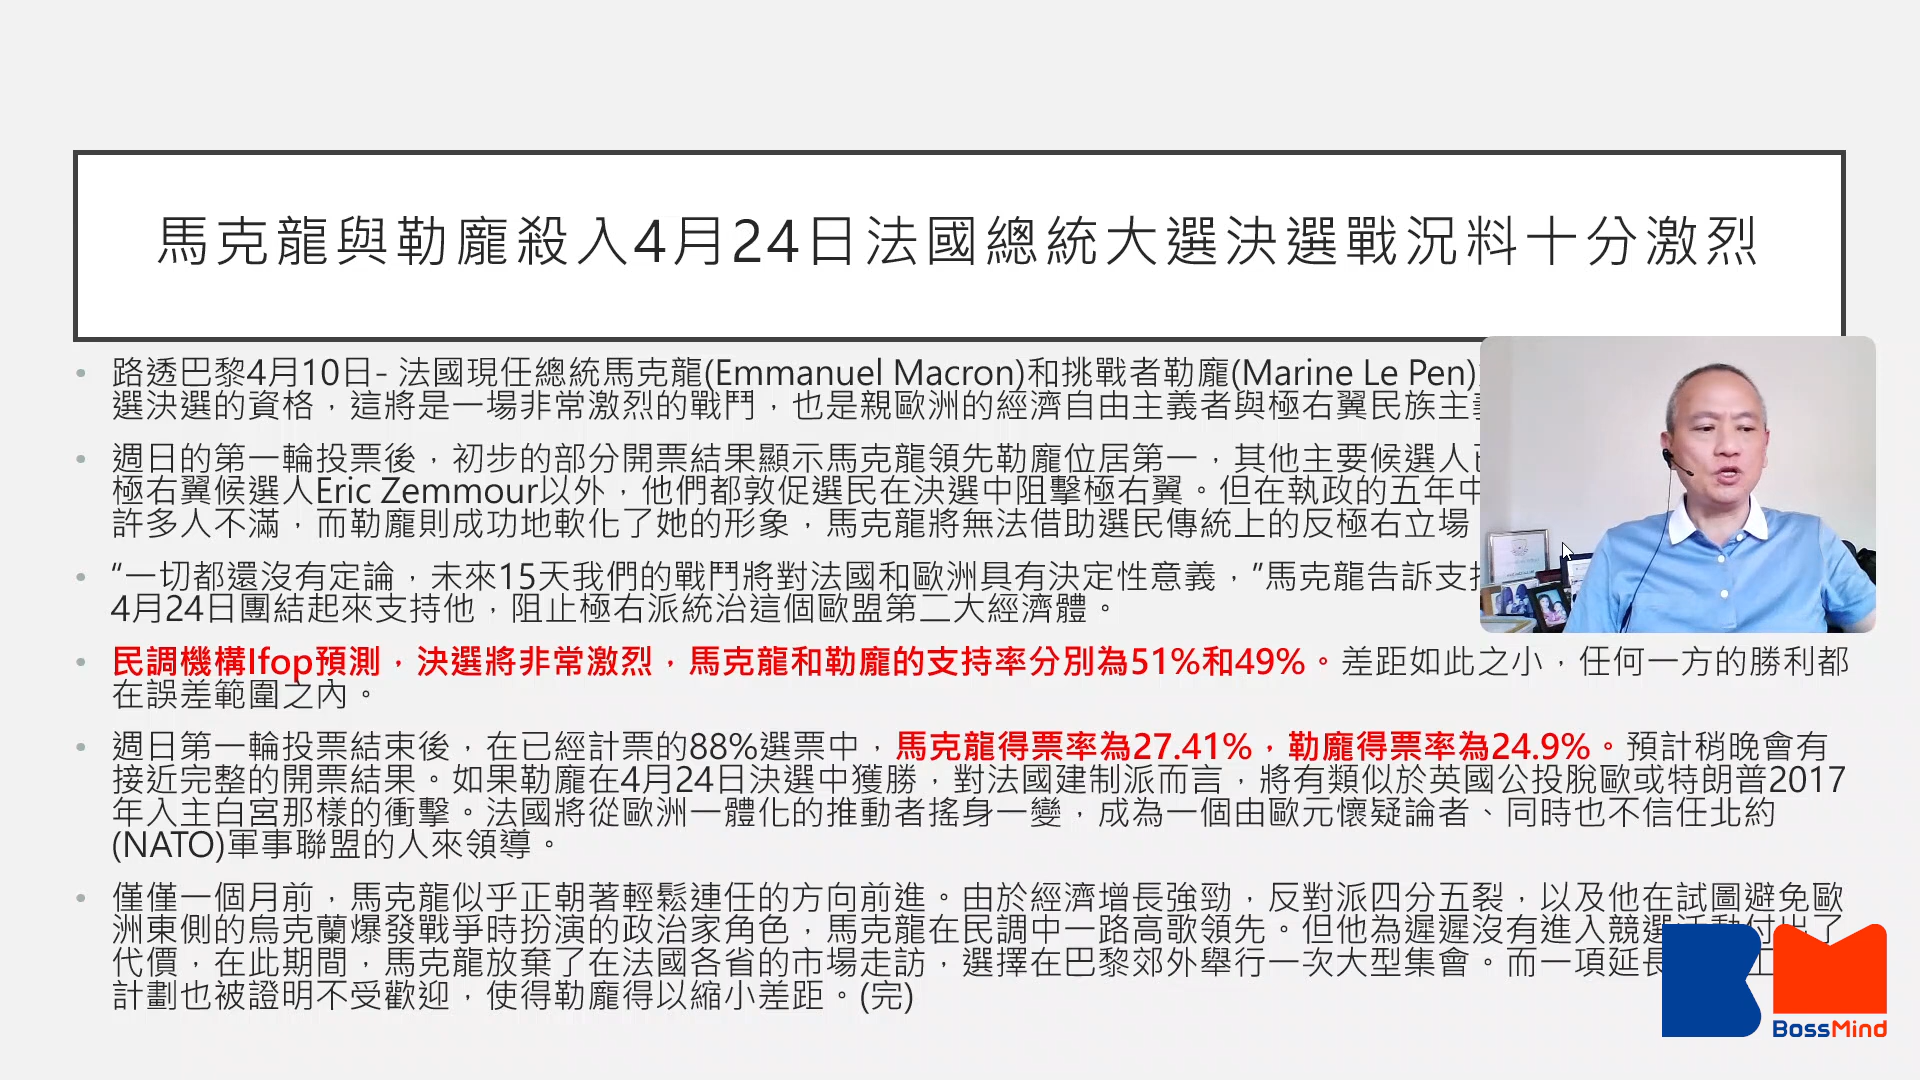 馬克龍與勒龐殺入4月24日法國總統大選決選戰況料十分激烈
• 路透巴黎4月10日- 法國現任總統馬克龍(Emmanuel Macron)和挑戰者勒龐(Marine Le Pen)
選決選的資格，這將是一場非常激烈的戰鬥，也是親歐洲的經濟自由主義者與極右翼民族主
• 週日的第一輪投票後，初步的部分開票結果顯示馬克龍領先勒龐位居第一，其他主要候選人
極右翼候選人Eric Zemmour以外，他們都敦促選民在決選中阻擊極右翼。但在執政的五年中
許多人不滿，而勒龐則成功地軟化了她的形象，馬克龍將無法借助選民傳統上的反極右立場
• “一切都還沒有定論，未來15天我們的戰鬥將對法國和歐洲具有決定性意義，”馬克龍告訴支
4月24日團結起來支持他，阻止極右派統治這個歐盟第二大經濟體。
• 民調機構Ifop預測，決選將非常激烈，馬克龍和勒龐的支持率分別為51%和49%。差距如此之小，任何一方的勝利都
在誤差範圍之內。
• 週日第一輪投票結束後，在已經計票的88%選票中，馬克龍得票率為27.41%，勒龐得票率為24.9%。預計稍晚會有
接近完整的開票結果。如果勒龐在4月24日決選中獲勝，對法國建制派而言，將有類似於英國公投脫歐或特朗普2017
年入主白宮那樣的衝擊。法國將從歐洲一體化的推動者搖身一變，成為一個由歐元懷疑論者、同時也不信任北約
(NATO)軍事聯盟的人來領導。
• 僅僅一個月前，馬克龍似乎正朝著輕鬆連任的方向前進。由於經濟增長強勁，反對派四分五裂，以及他在試圖避免歐
洲東側的烏克蘭爆發戰爭時扮演的政治家角色，馬克龍在民調中一路高歌領先。但他為遲遲沒有進入競選活動付出了
代價，在此期間，馬克龍放棄了在法國各省的市場走訪，選擇在巴黎郊外舉行一次大型集會。而一項延長
計劃也被證明不受歡迎，使得勒龐得以縮小差距。(完)
BossMind